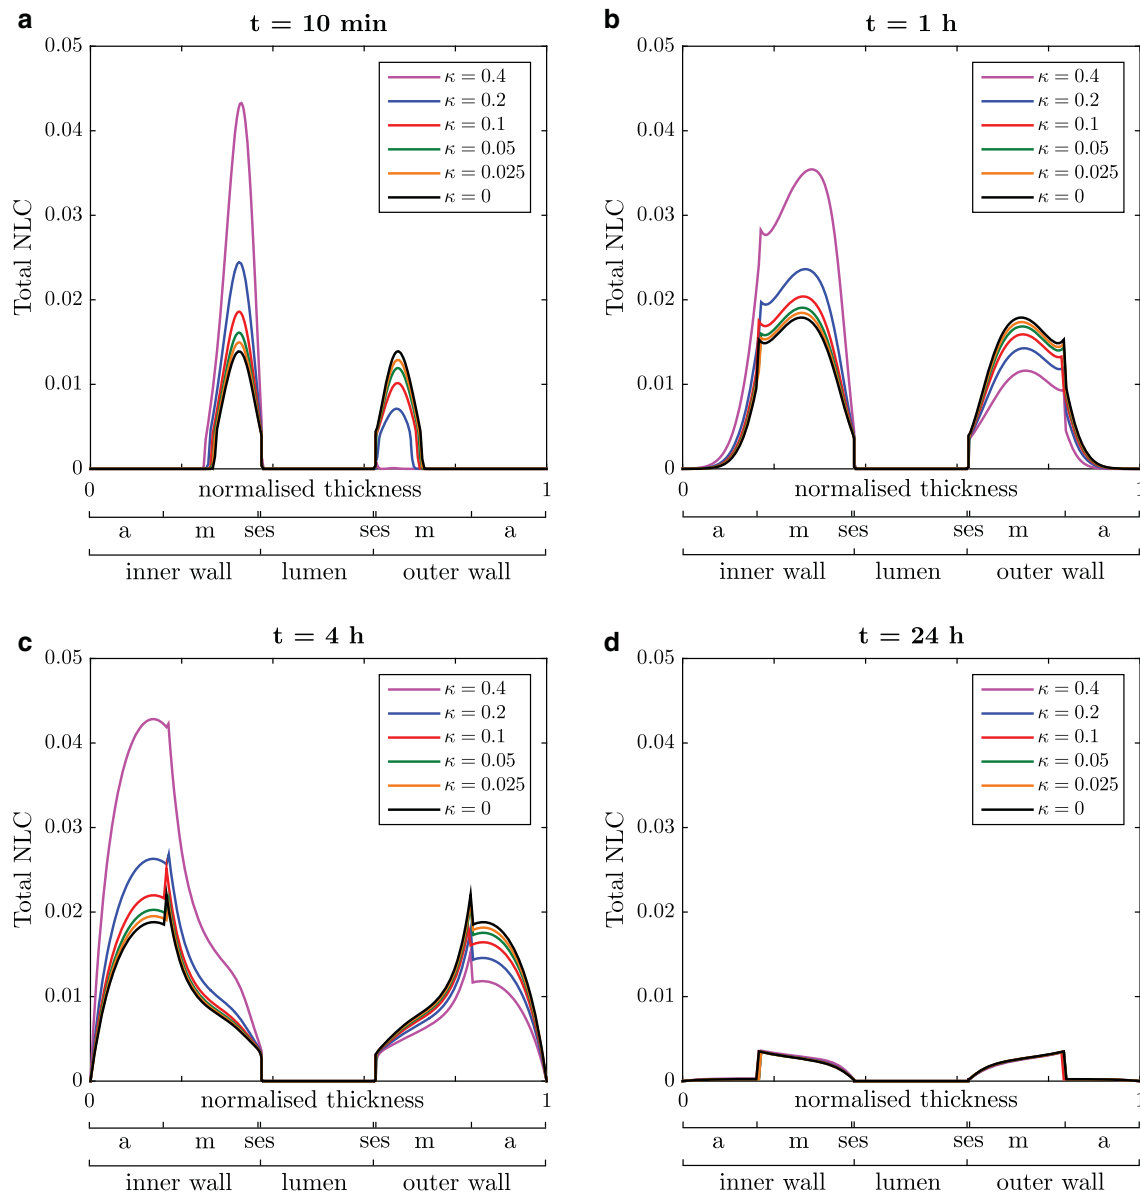 a
t = 10 min
Total NLC
0.05
0.04
0.03
0.02
0.01
0
κ = 0.4
κ = 0.2
κ = 0.1
κ = 0.05
κ = 0.025
κ = 0
0 normalised thickness 1
a m ses ses m a
inner wall lumen outer wall
b
t = 1 h
Total NLC
0.05
0.04
0.03
0.02
0.01
0
κ = 0.4
κ = 0.2
κ = 0.1
κ = 0.05
κ = 0.025
κ = 0
0 normalised thickness 1
a m ses ses m a
inner wall lumen outer wall
c
t = 4 h
Total NLC
0.05
0.04
0.03
0.02
0.01
0
κ = 0.4
κ = 0.2
κ = 0.1
κ = 0.05
κ = 0.025
κ = 0
0 normalised thickness 1
a m ses ses m a
inner wall lumen outer wall
d
t = 24 h
Total NLC
0.05
0.04
0.03
0.02
0.01
0
κ = 0.4
κ = 0.2
κ = 0.1
κ = 0.05
κ = 0.025
κ = 0
0 normalised thickness 1
a m ses ses m a
inner wall lumen outer wall